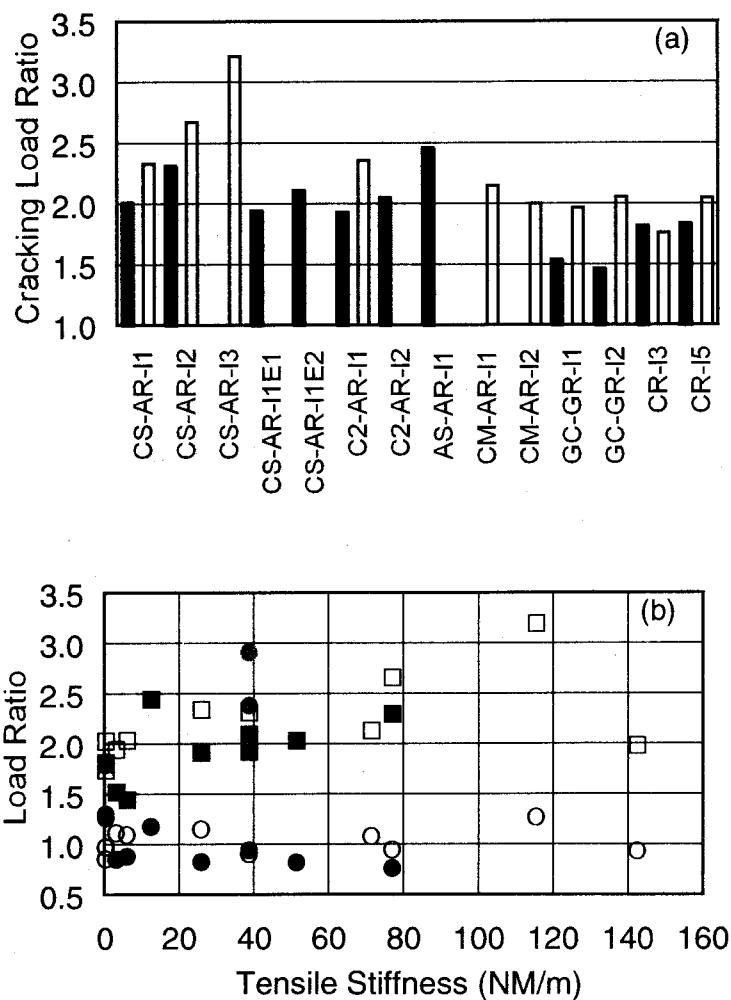 (a)
Cracking Load Ratio
3.5
3.0
2.5
2.0
1.5
1.0
CS-AR-I1
CS-AR-I2
CS-AR-I3
CS-AR-I1E1
CS-AR-I1E2
C2-AR-I1
C2-AR-I2
AS-AR-I1
CM-AR-I1
CM-AR-I2
GC-GR-I1
GC-GR-I2
CR-I3
CR-I5
(b)
Load Ratio
3.5
3.0
2.5
2.0
1.5
1.0
0.5
0 20 40 60 80 100 120 140 160
Tensile Stiffness (NM/m)